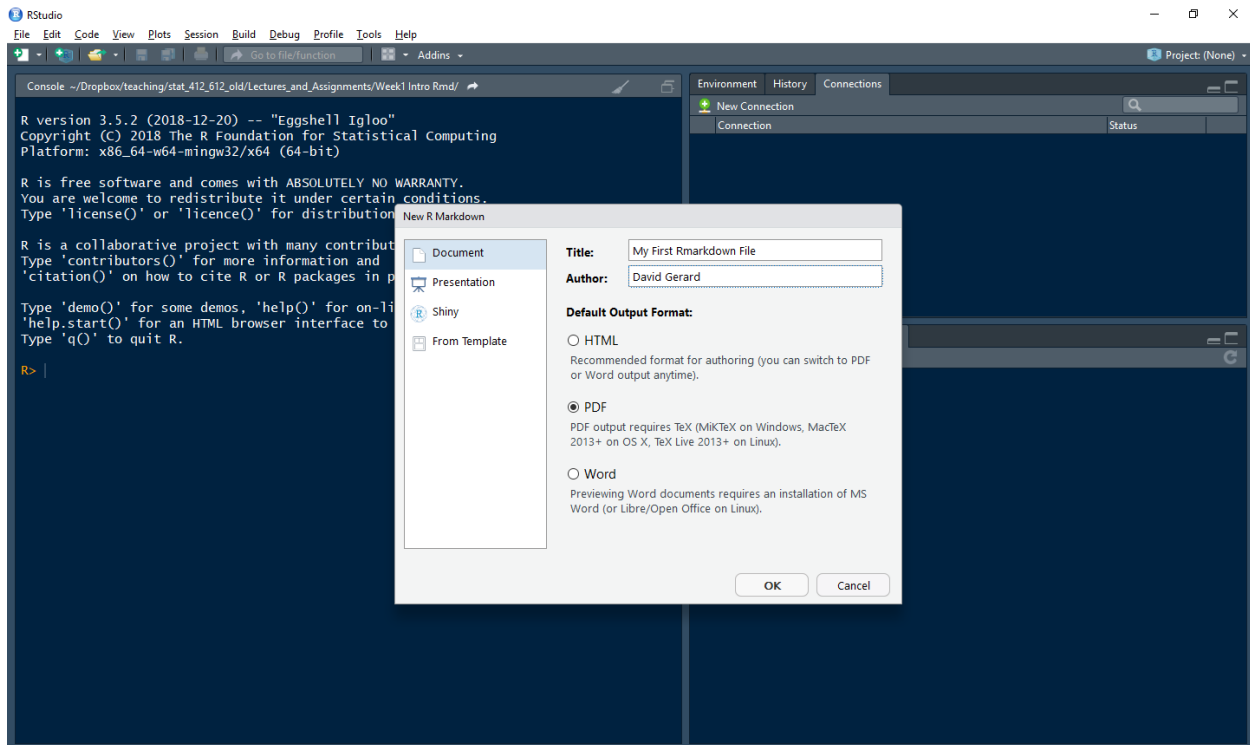 RStudio
File Edit Code View Plots Session Build Debug Profile Tools Help
Go to file/function Addins Project: (None)
Console ~/Dropbox/teaching/stat_412_612_old/Lectures_and_Assignments/Week1 Intro Rmd/
R version 3.5.2 (2018-12-20) -- "Eggshell Igloo"
Copyright (C) 2018 The R Foundation for Statistical Computing
Platform: x86_64-w64-mingw32/x64 (64-bit)
R is free software and comes with ABSOLUTELY NO WARRANTY.
You are welcome to redistribute it under certain conditions.
Type 'license()' or 'licence()' for distribution
R is a collaborative project with many contribut
Type 'contributors()' for more information and
'citation()' on how to cite R or R packages in p
Type 'demo()' for some demos, 'help()' for on-li
'help.start()' for an HTML browser interface to
Type 'q()' to quit R.
R>
Environment History Connections
New Connection
Connection Status
New R Markdown
Document
Presentation
Shiny
From Template
Title: My First Rmarkdown File
Author: David Gerard
Default Output Format:
HTML
Recommended format for authoring (you can switch to PDF
or Word output anytime).
PDF
PDF output requires TeX (MiKTeX on Windows, MacTeX
2013+ on OS X, TeX Live 2013+ on Linux).
Word
Previewing Word documents requires an installation of MS
Word (or Libre/Open Office on Linux).
OK Cancel